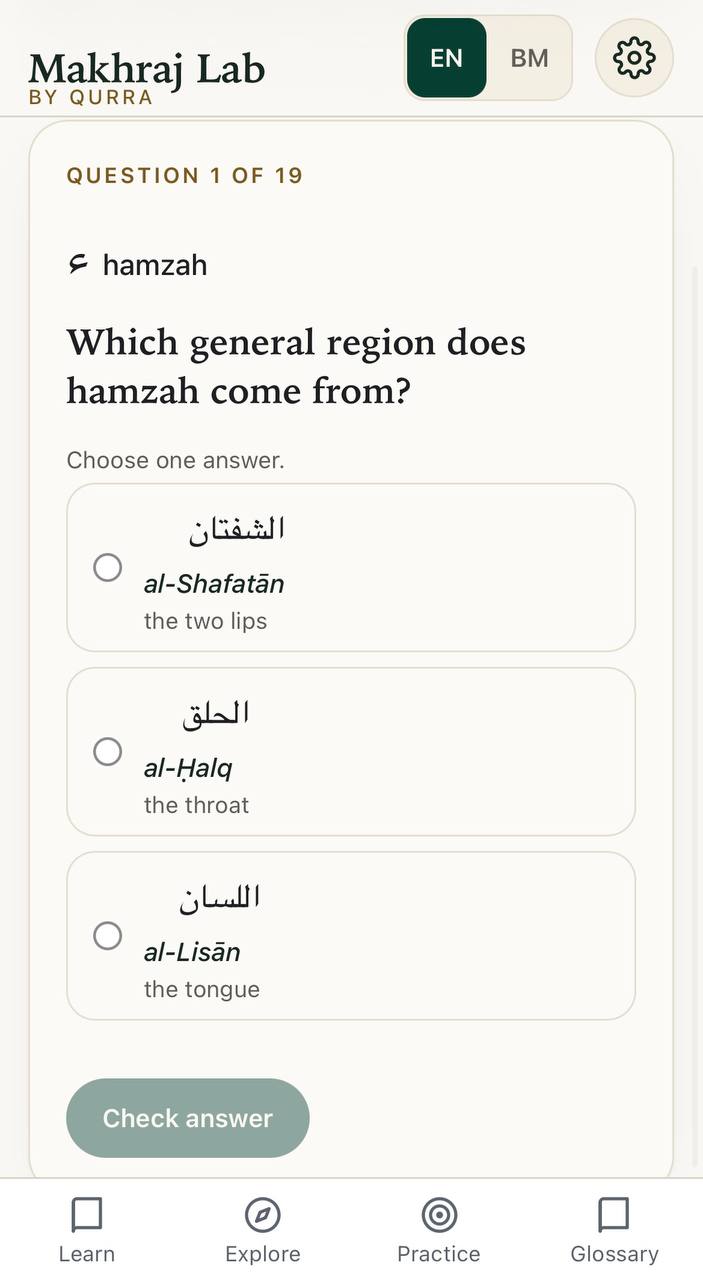 Makhraj Lab
BY QURRA
EN BM
QUESTION 1 OF 19
ء hamzah
Which general region does
hamzah come from?
Choose one answer.
الشفتان
al-Shafatān
the two lips
الحلق
al-Ḥalq
the throat
اللسان
al-Lisān
the tongue
Check answer
Learn Explore Practice Glossary